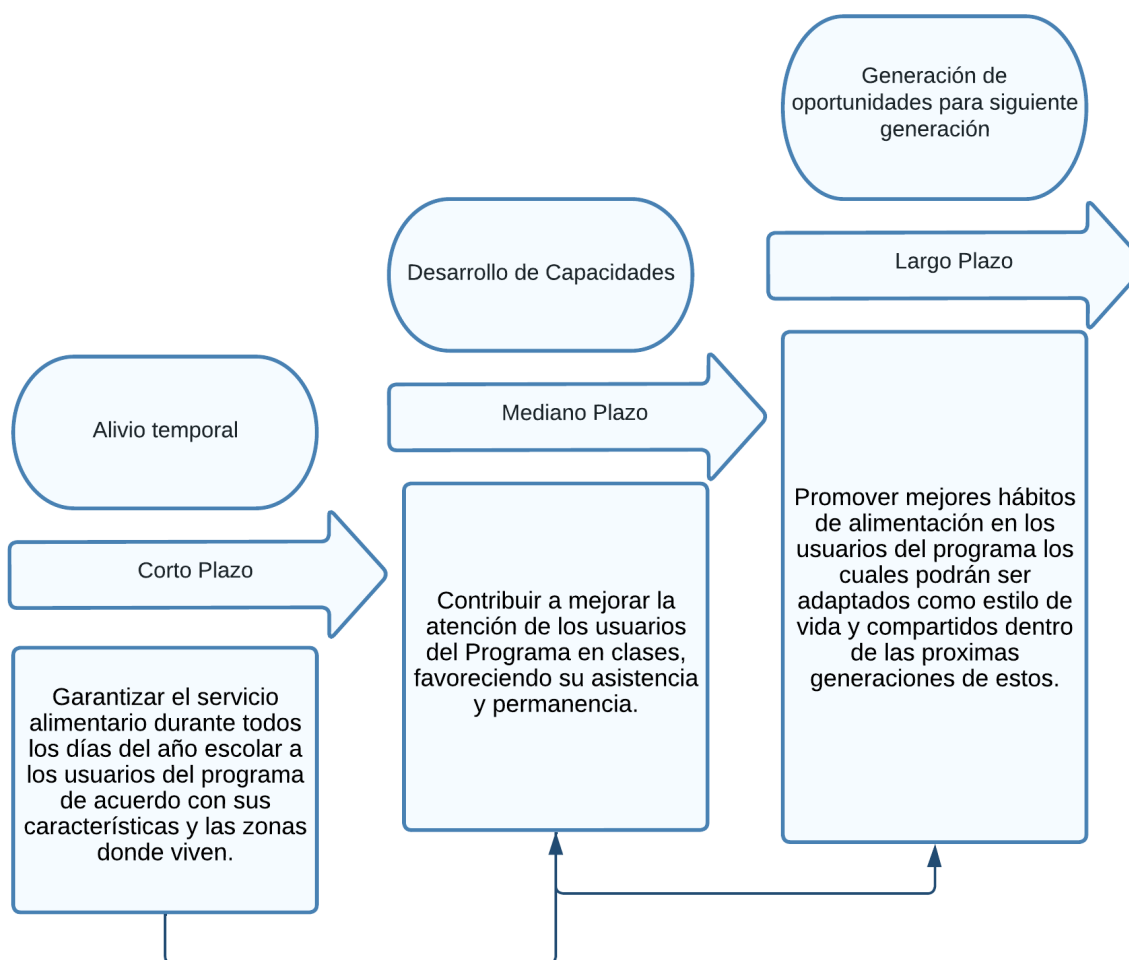 Generación de
oportunidades para siguiente
generación
Largo Plazo
Promover mejores hábitos
de alimentación en los
usuarios del programa los
cuales podrán ser
adaptados como estilo de
vida y compartidos dentro
de las proximas
generaciones de estos.
Desarrollo de Capacidades
Mediano Plazo
Contribuir a mejorar la
atención de los usuarios
del Programa en clases,
favoreciendo su asistencia
y permanencia.
Alivio temporal
Corto Plazo
Garantizar el servicio
alimentario durante todos
los días del año escolar a
los usuarios del programa
de acuerdo con sus
características y las zonas
donde viven.